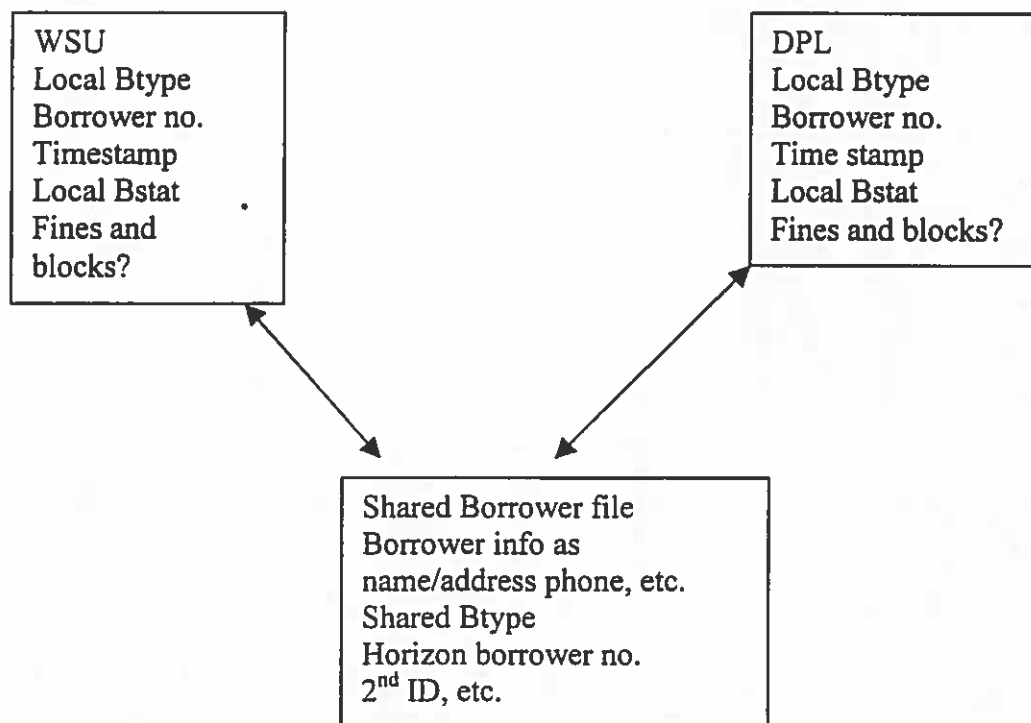 WSU
Local Btype
Borrower no.
Timestamp
Local Bstat
Fines and
blocks?
DPL
Local Btype
Borrower no.
Time stamp
Local Bstat
Fines and blocks?
Shared Borrower file
Borrower info as
name/address phone, etc.
Shared Btype
Horizon borrower no.
2nd ID, etc.